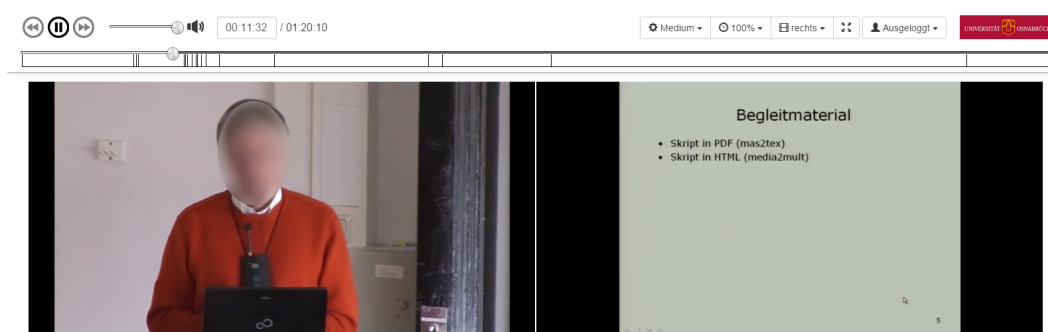 00:11:32 / 01:20:10 Medium 100% rechts Ausgeloggt UNIVERSITÄT OSNABRÜCK
Begleitmaterial
• Skript in PDF (mas2tex)
• Skript in HTML (media2mult)
5